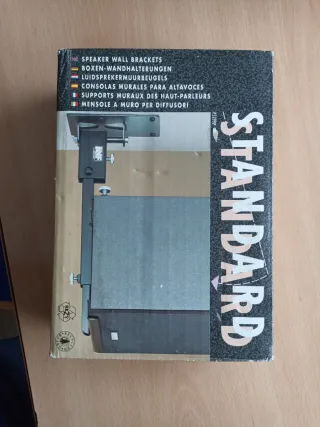 SPEAKER WALL BRACKETS
BOXEN-WANDHALTERUNGEN
LUIDSPREKERMUURBEUGELS
CONSOLAS MURALES PARA ALTAVOCES
SUPPORTS MURAUX DES HAUT-PARLEURS
MENSOLE A MURO PER DIFFUSORI
STANDARD